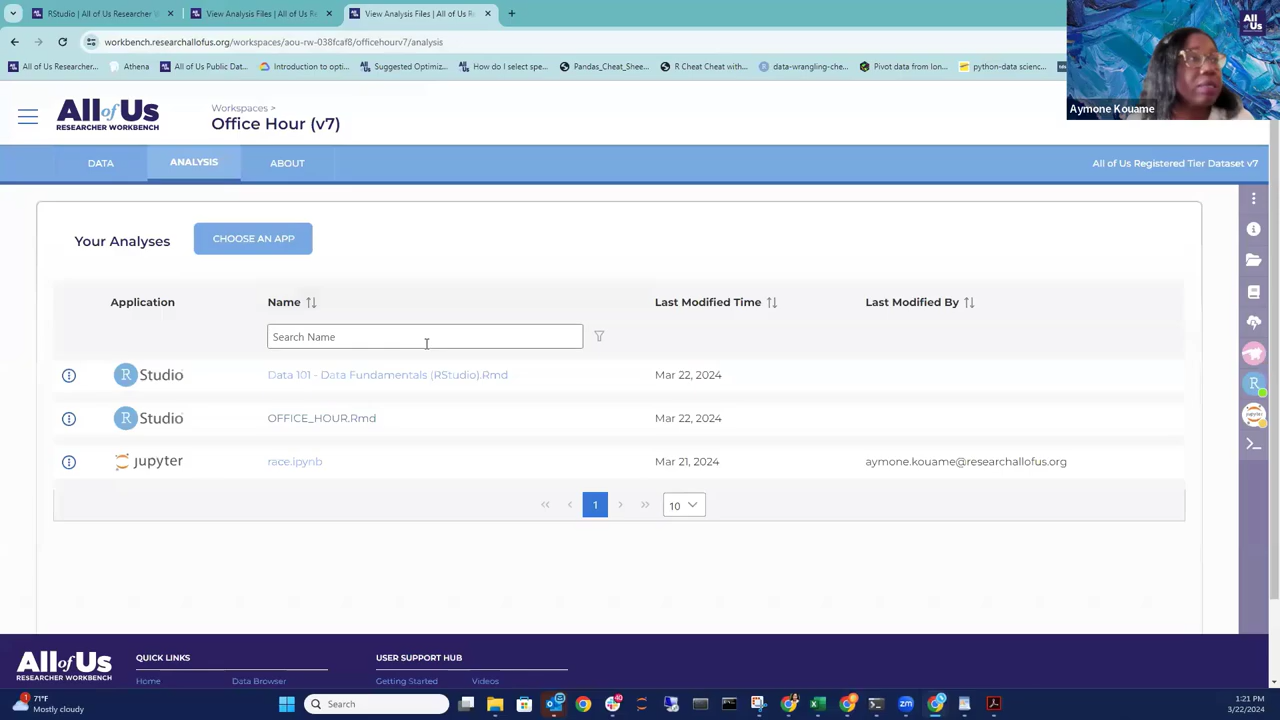 RStudio | All of Us Researcher W
View Analysis Files | All of Us R
View Analysis Files | All of Us R
workbench.researchallofus.org/workspaces/aou-rw-038fcaf8/officehourv7/analysis
All of Us Researcher...
Athena
All of Us Public Dat...
Introduction to opti...
Suggested Optimiz...
How do I select spe...
Pandas_Cheat_Shee...
R Cheat Cheat with...
data-wrangling-che...
Pivot data from lon...
python-data scienc...
All of Us
Aymone Kouame
All of Us
RESEARCHER WORKBENCH
Workspaces >
Office Hour (v7)
DATA
ANALYSIS
ABOUT
All of Us Registered Tier Dataset v7
Your Analyses
CHOOSE AN APP
Application
Name
Last Modified Time
Last Modified By
Search Name
R Studio
Data 101 - Data Fundamentals (RStudio).Rmd
Mar 22, 2024
R Studio
OFFICE_HOUR.Rmd
Mar 22, 2024
jupyter
race.ipynb
Mar 21, 2024
aymone.kouame@researchallofus.org
« ‹ 1 › »
10
All of Us
RESEARCHER WORKBENCH
QUICK LINKS
Home
Data Browser
USER SUPPORT HUB
Getting Started
Videos
71°F
Mostly cloudy
Search
40
1:21 PM
3/22/2024